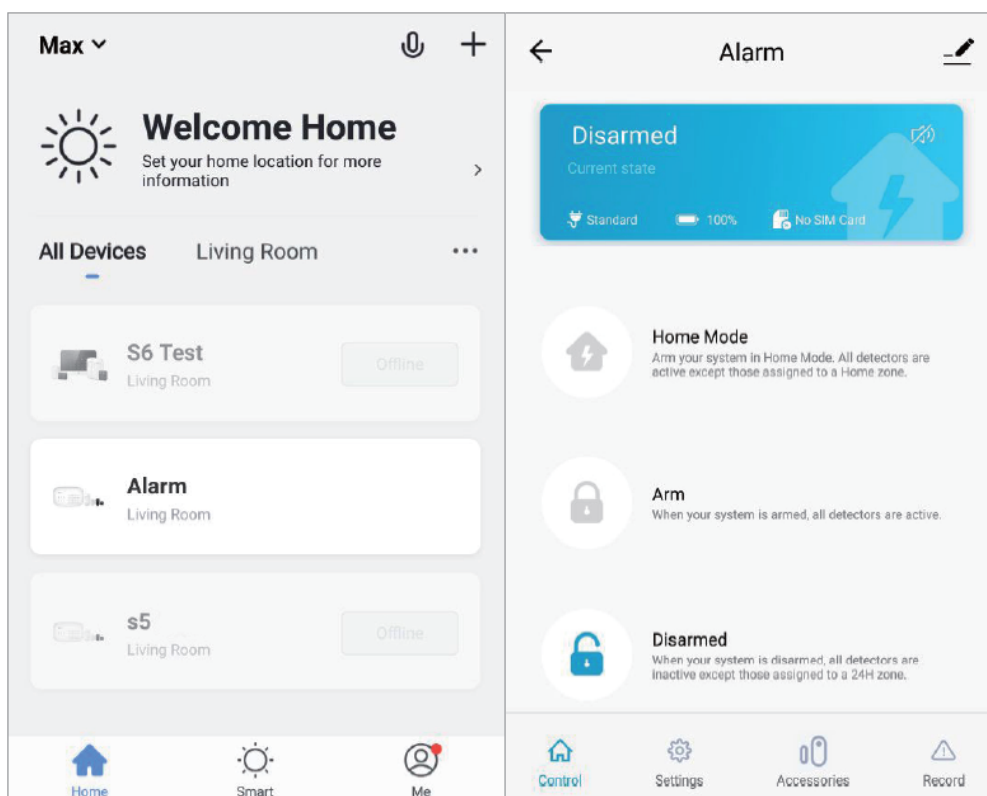 Max
Welcome Home
Set your home location for more
information
All Devices
Living Room
S6 Test
Living Room
Offline
Alarm
Living Room
s5
Living Room
Offline
Home
Smart
Me
Alarm
Disarmed
Current state
Standard
100%
No SIM Card
Home Mode
Arm your system in Home Mode. All detectors are
active except those assigned to a Home zone.
Arm
When your system is armed, all detectors are active.
Disarmed
When your system is disarmed, all detectors are
inactive except those assigned to a 24H zone.
Control
Settings
Accessories
Record